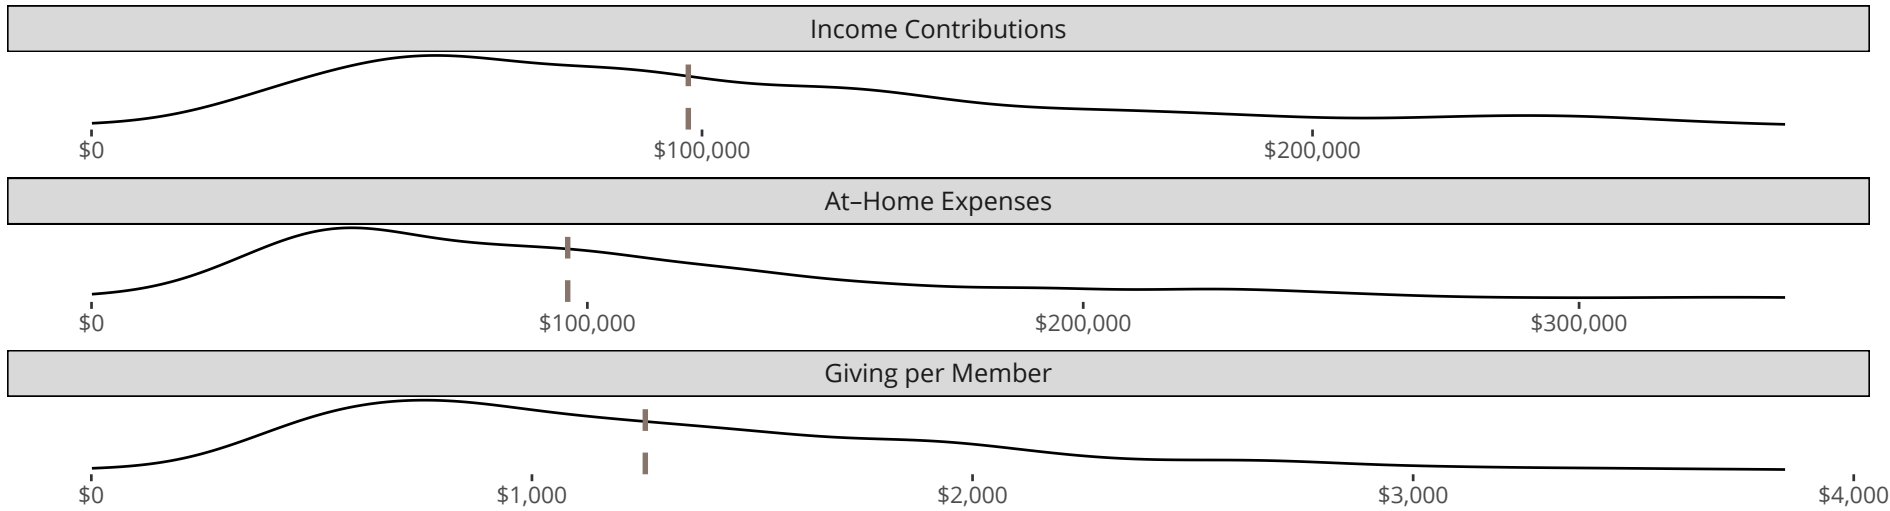 Income Contributions
$0 $100,000 $200,000
At–Home Expenses
$0 $100,000 $200,000 $300,000
Giving per Member
$0 $1,000 $2,000 $3,000 $4,000